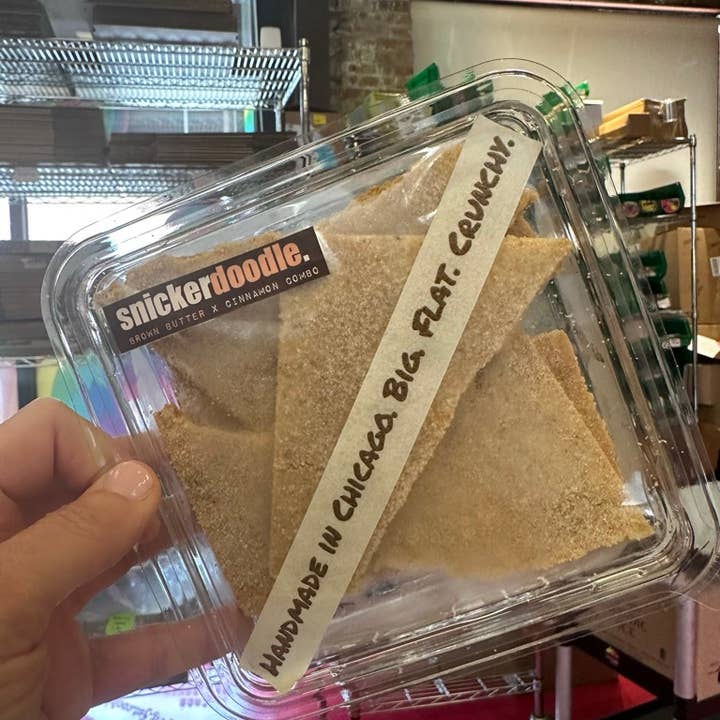 snickerdoodle.
BROWN BUTTER X CINNAMON COMBO
HANDMADE IN CHICAGO. BIG. FLAT. CRUNCHY.